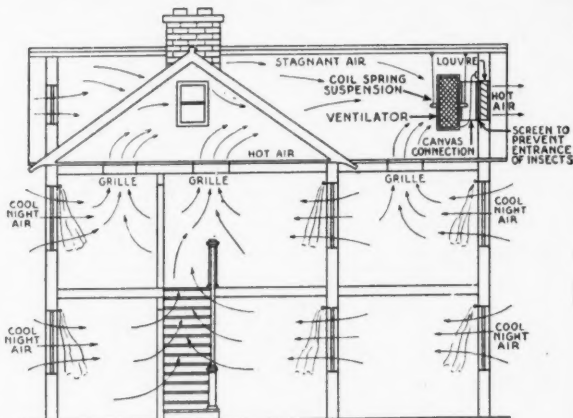 STAGNANT AIR
LOUVRE
COIL SPRING
SUSPENSION
HOT
AIR
VENTILATOR
CANVAS
CONNECTION
SCREEN TO
PREVENT
ENTRANCE
OF INSECTS
HOT AIR
GRILLE
GRILLE
GRILLE
COOL
NIGHT
AIR
COOL
NIGHT
AIR
COOL
NIGHT
AIR
COOL
NIGHT
AIR